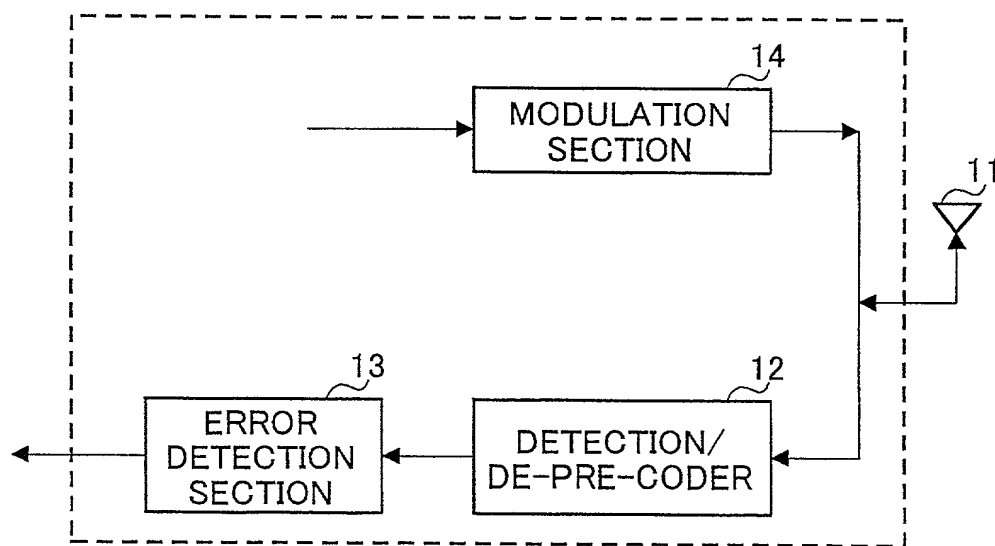 14
MODULATION
SECTION
11
13
ERROR
DETECTION
SECTION
12
DETECTION/
DE-PRE-CODER